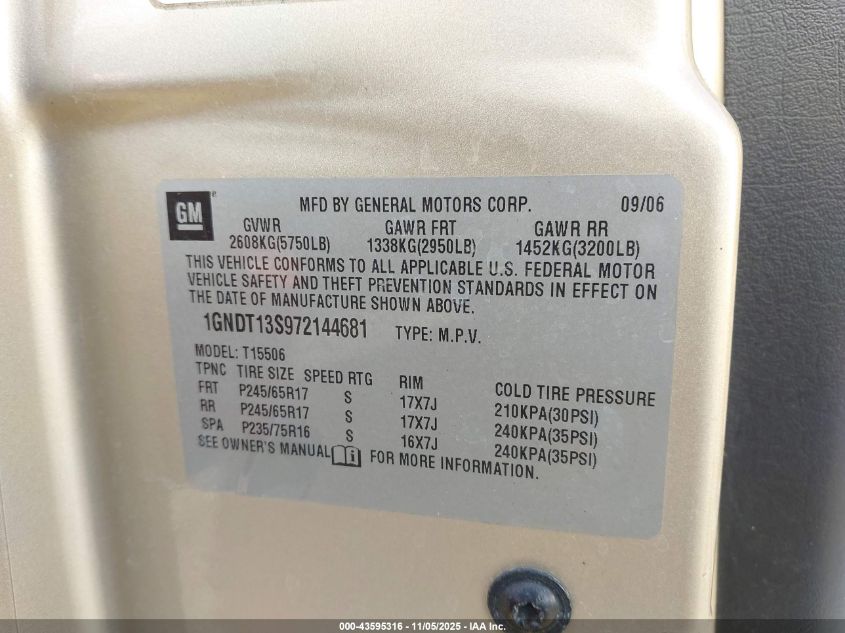 GM MFD BY GENERAL MOTORS CORP. 09/06
GVWR GAWR FRT GAWR RR
2608KG(5750LB) 1338KG(2950LB) 1452KG(3200LB)
THIS VEHICLE CONFORMS TO ALL APPLICABLE U.S. FEDERAL MOTOR
VEHICLE SAFETY AND THEFT PREVENTION STANDARDS IN EFFECT ON
THE DATE OF MANUFACTURE SHOWN ABOVE.
1GNDT13S972144681 TYPE: M.P.V.
MODEL: T15506
TPNC TIRE SIZE SPEED RTG RIM COLD TIRE PRESSURE
FRT P245/65R17 S 17X7J 210KPA(30PSI)
RR P245/65R17 S 17X7J 240KPA(35PSI)
SPA P235/75R16 S 16X7J 240KPA(35PSI)
SEE OWNER'S MANUAL FOR MORE INFORMATION.
000-43595316 - 11/05/2025 - IAA Inc.